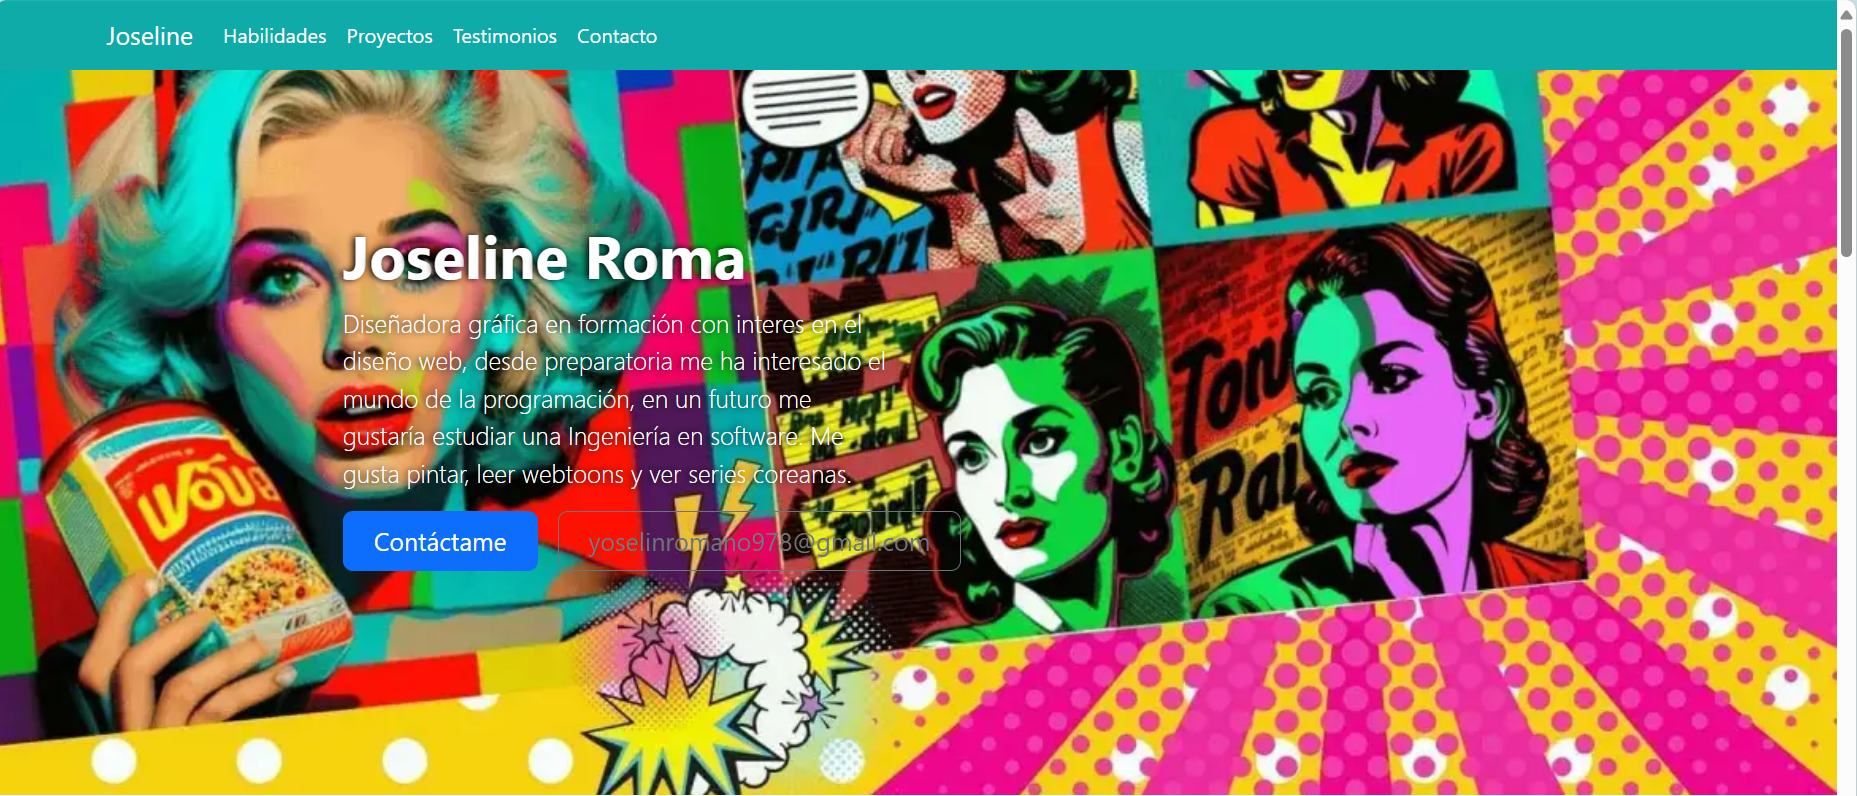 Joseline Habilidades Proyectos Testimonios Contacto
Joseline Roma
Diseñadora gráfica en formación con interes en el
diseño web, desde preparatoria me ha interesado el
mundo de la programación, en un futuro me
gustaría estudiar una Ingeniería en software. Me
gusta pintar, leer webtoons y ver series coreanas.
Contáctame yoselinromano978@gmail.com